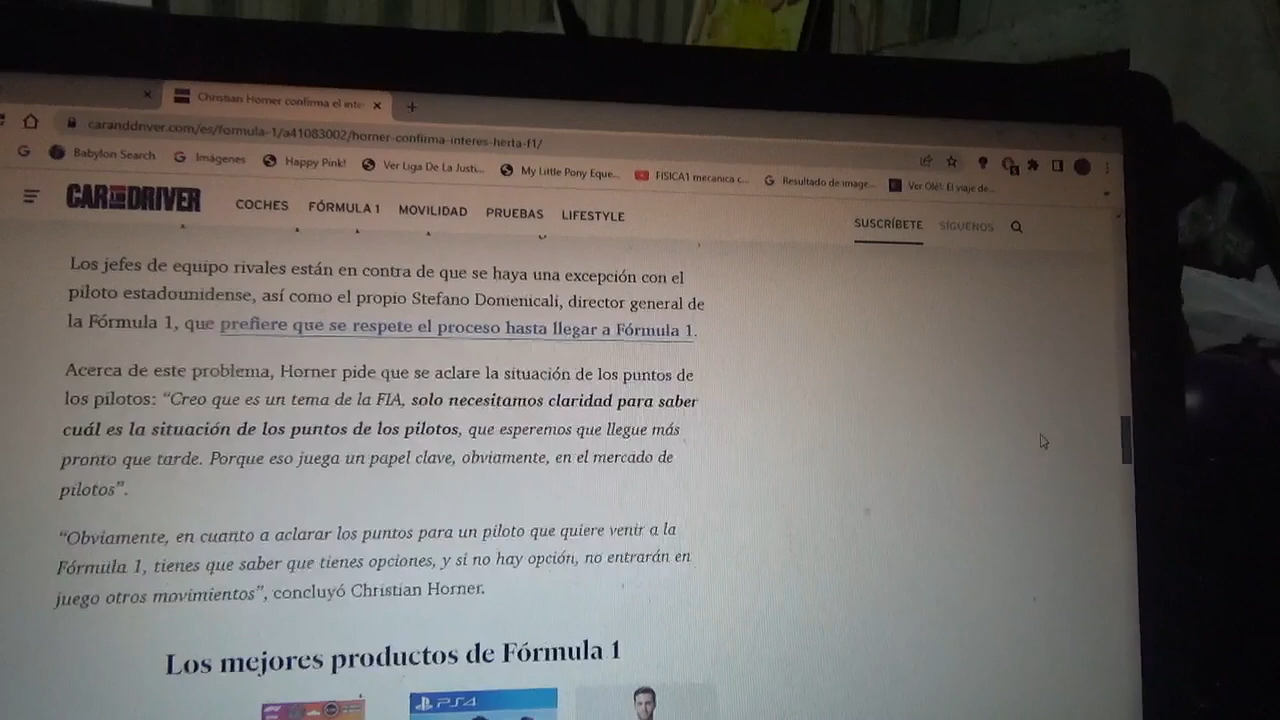 Christian Horner confirma el inte
caranddriver.com/es/formula-1/a41083002/horner-confirma-interes-herta-f1/
Babylon Search Imágenes Happy Pink! Ver Liga De La Justi... My Little Pony Eque... FISICA1 mecanica c... Resultado de image... Ver Olé!: El viaje de...
CAR AND DRIVER COCHES FÓRMULA 1 MOVILIDAD PRUEBAS LIFESTYLE SUSCRÍBETE SÍGUENOS
Los jefes de equipo rivales están en contra de que se haya una excepción con el
piloto estadounidense, así como el propio Stefano Domenicali, director general de
la Fórmula 1, que prefiere que se respete el proceso hasta llegar a Fórmula 1.
Acerca de este problema, Horner pide que se aclare la situación de los puntos de
los pilotos: “Creo que es un tema de la FIA, solo necesitamos claridad para saber
cuál es la situación de los puntos de los pilotos, que esperemos que llegue más
pronto que tarde. Porque eso juega un papel clave, obviamente, en el mercado de
pilotos”.
“Obviamente, en cuanto a aclarar los puntos para un piloto que quiere venir a la
Fórmula 1, tienes que saber que tienes opciones, y si no hay opción, no entrarán en
juego otros movimientos”, concluyó Christian Horner.
Los mejores productos de Fórmula 1
PS4